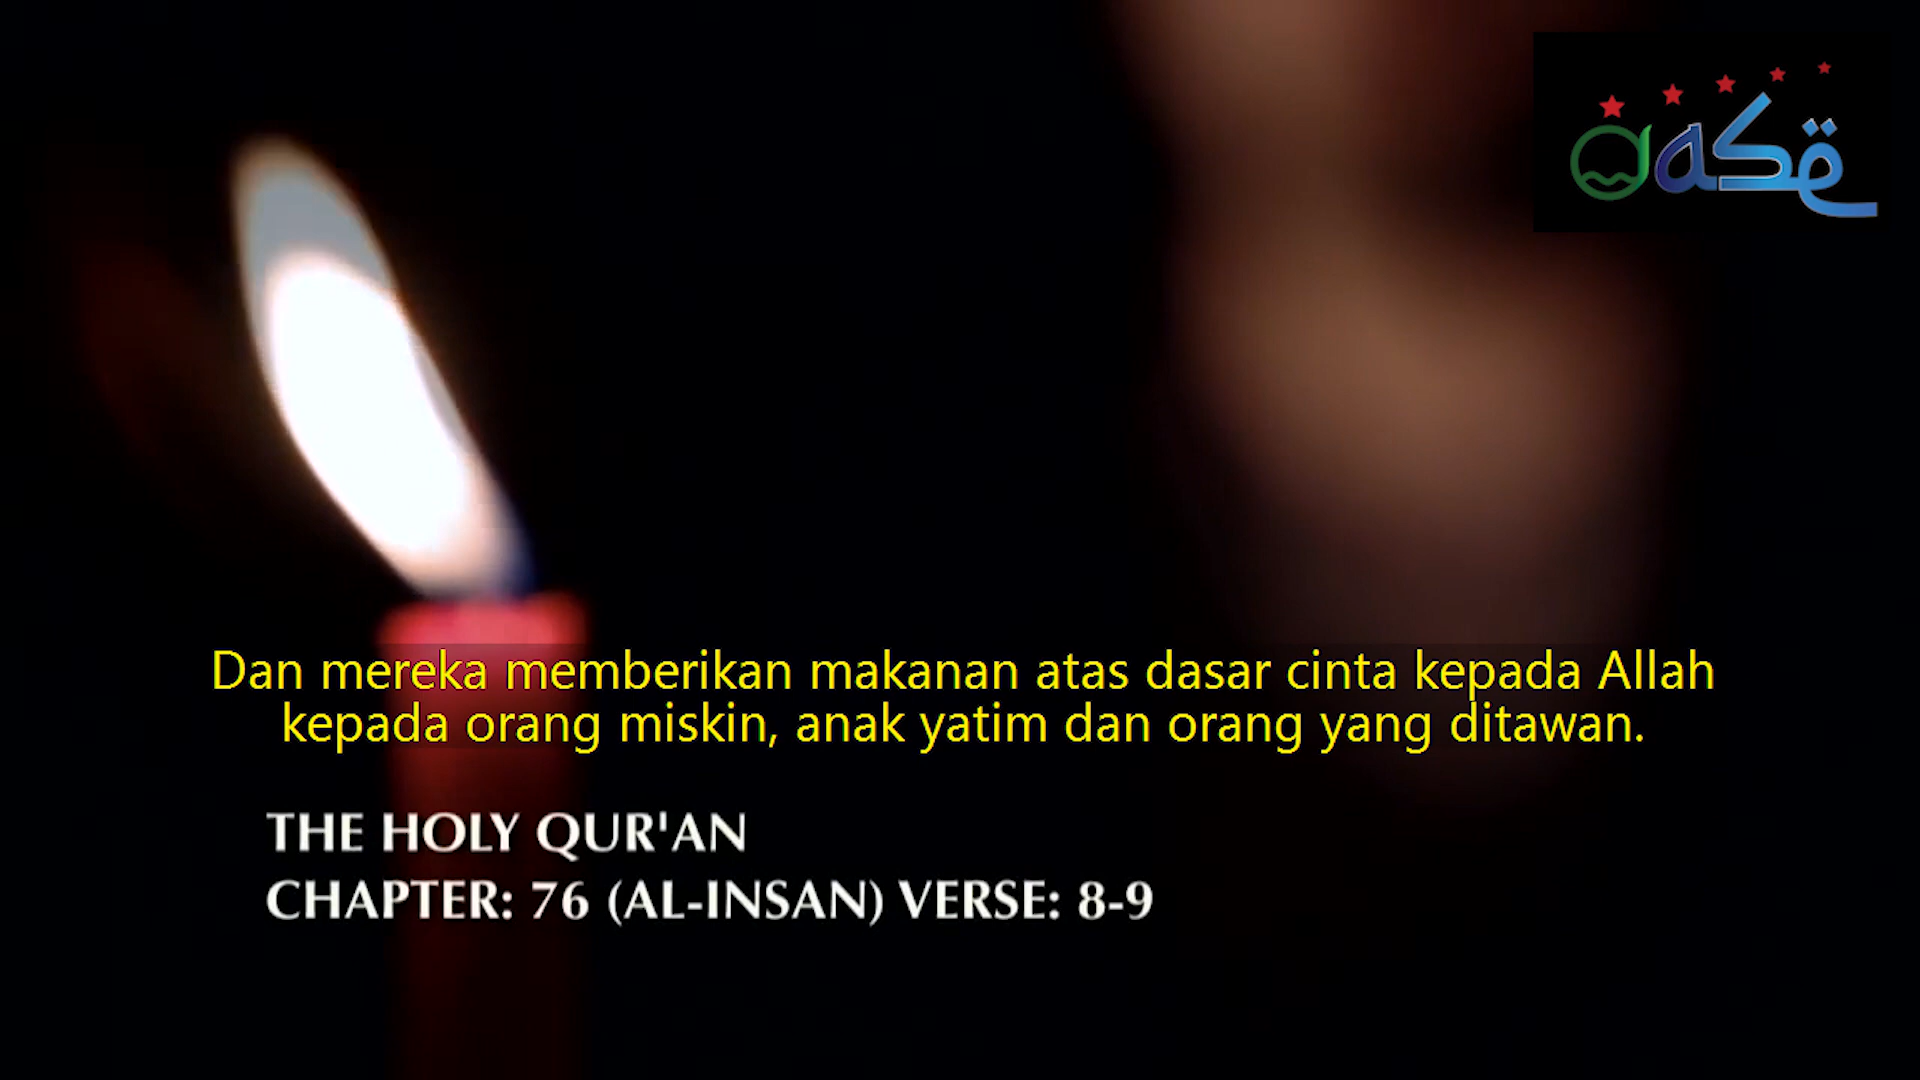 Dan mereka memberikan makanan atas dasar cinta kepada Allah
kepada orang miskin, anak yatim dan orang yang ditawan.
THE HOLY QUR'AN
CHAPTER: 76 (AL-INSAN) VERSE: 8-9